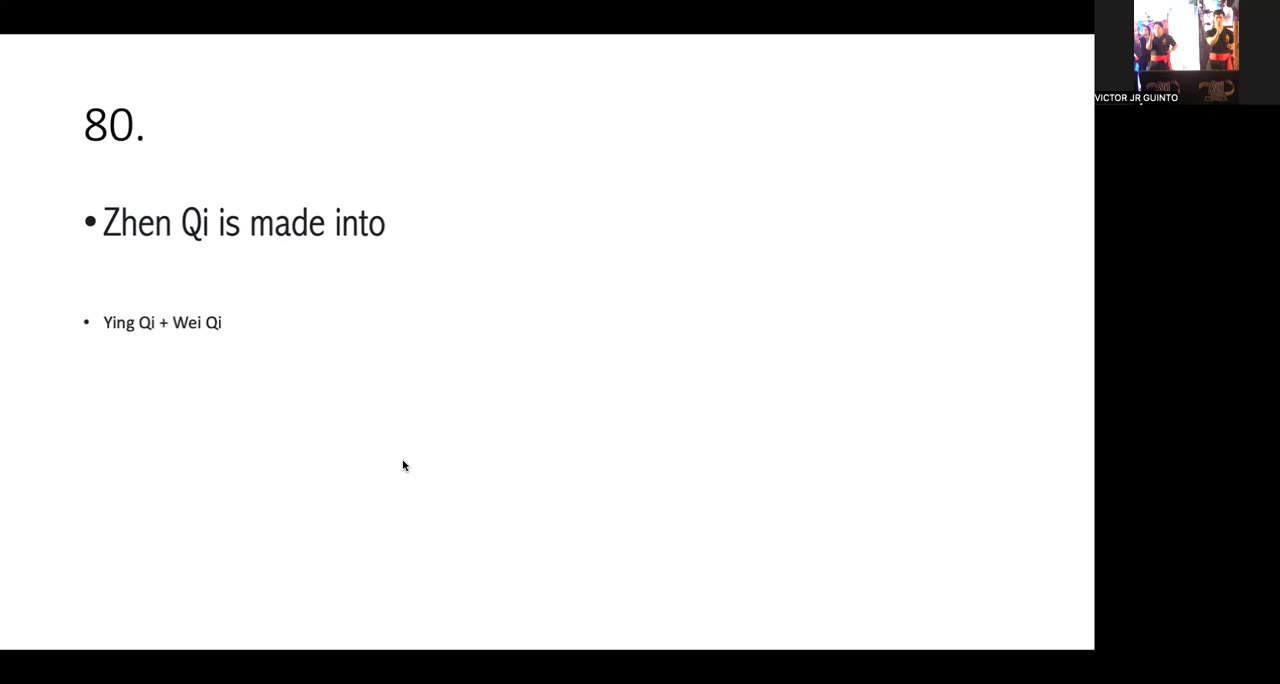 80.
• Zhen Qi is made into
• Ying Qi + Wei Qi
VICTOR JR GUINTO